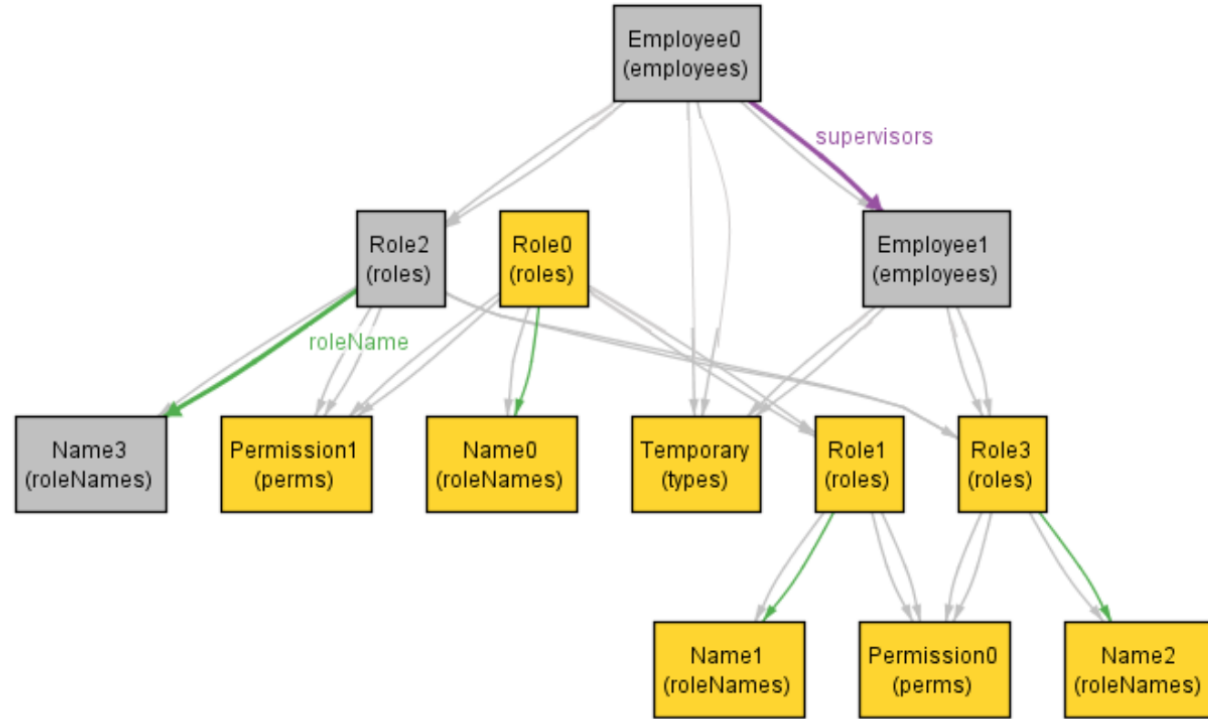 Employee0
(employees)
supervisors
Role2
(roles)
Role0
(roles)
Employee1
(employees)
roleName
Name3
(roleNames)
Permission1
(perms)
Name0
(roleNames)
Temporary
(types)
Role1
(roles)
Role3
(roles)
Name1
(roleNames)
Permission0
(perms)
Name2
(roleNames)